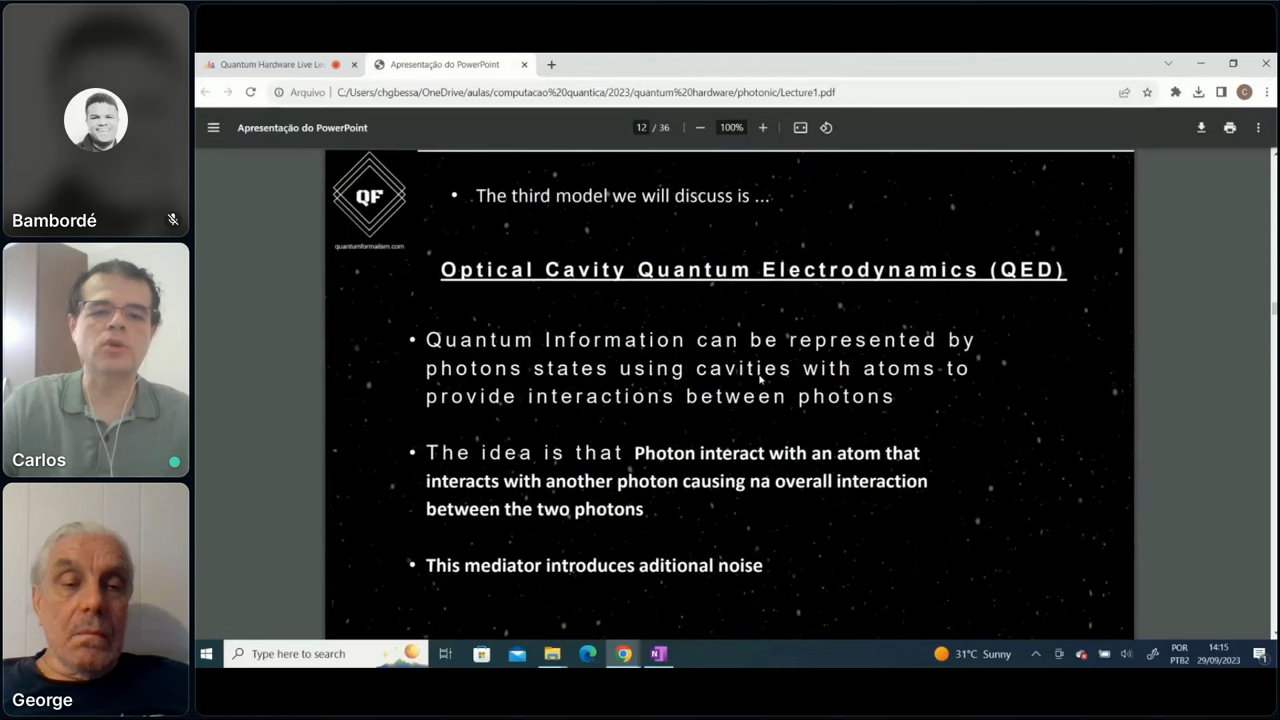 Bambordé
Carlos
George
Quantum Hardware Live Le
Apresentação do PowerPoint
Arquivo
C:/Users/chgbessa/OneDrive/aulas/computacao%20quantica/2023/quantum%20hardware/photonic/Lecture1.pdf
C
Apresentação do PowerPoint
12 / 36
100%
QF
quantumformalism.com
• The third model we will discuss is ...
Optical Cavity Quantum Electrodynamics (QED)
• Quantum Information can be represented by
photons states using cavities with atoms to
provide interactions between photons
• The idea is that Photon interact with an atom that
interacts with another photon causing na overall interaction
between the two photons
• This mediator introduces aditional noise
Type here to search
N
31°C Sunny
POR
PTB2
14:15
29/09/2023
1